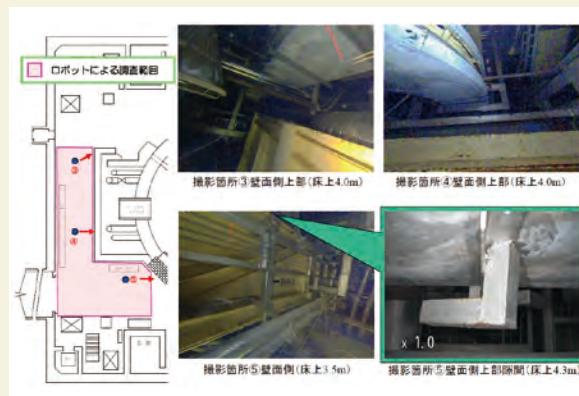 ロボットによる調査範囲
③
④
⑤
撮影箇所③壁面側上部(床上4.0m)
撮影箇所④壁面側上部(床上4.0m)
× 1.0
撮影箇所⑤壁面側(床上3.5m)
撮影箇所⑤壁面側上部隙間(床上4.3m)